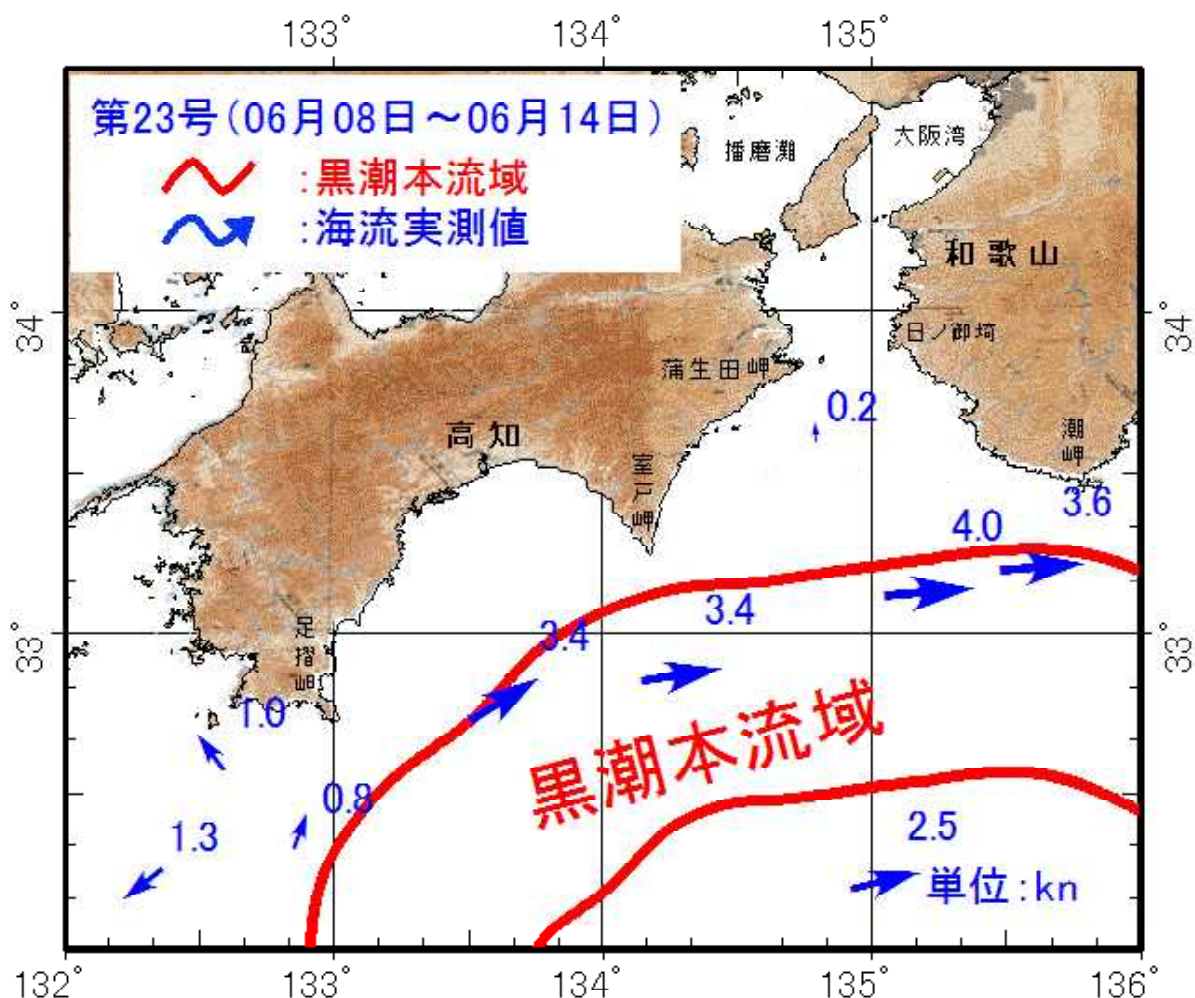 133° 134° 135°
第23号(06月08日～06月14日)
:黒潮本流域
:海流実測値
播磨灘
大阪湾
和歌山
34° 34°
日ノ御埼
蒲生田岬
0.2
高知
潮岬
室戸岬
3.6
4.0
3.4
3.4
33° 33°
足摺岬
1.0
黒潮本流域
0.8
1.3
2.5
単位:kn
132° 133° 134° 135° 136°